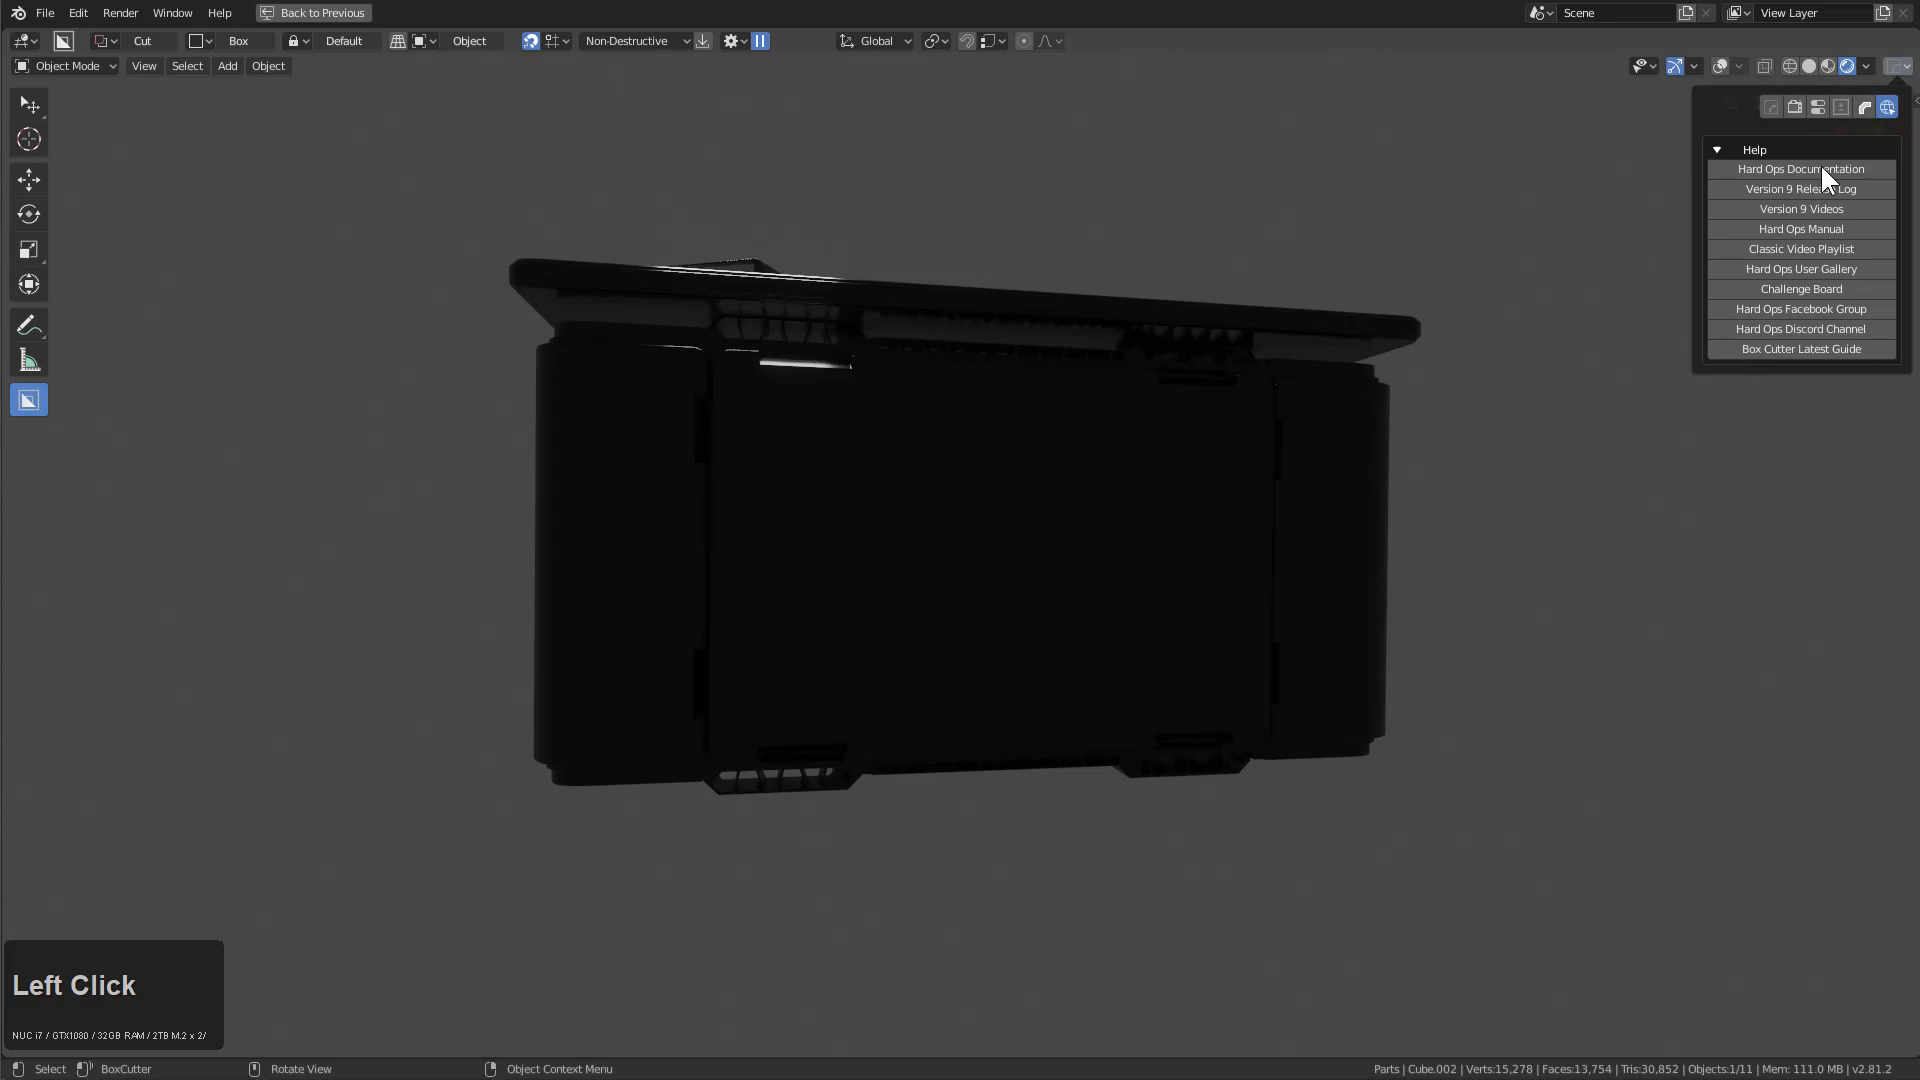 File Edit Render Window Help Back to Previous Scene View Layer
Cut Box Default Object Non-Destructive Global
Object Mode View Select Add Object
Help
Hard Ops Documentation
Version 9 Release Log
Version 9 Videos
Hard Ops Manual
Classic Video Playlist
Hard Ops User Gallery
Challenge Board
Hard Ops Facebook Group
Hard Ops Discord Channel
Box Cutter Latest Guide
Left Click
NUC i7 / GTX1080 / 32GB RAM / 2TB M.2 x 2/
Select BoxCutter Rotate View Object Context Menu Parts | Cube.002 | Verts:15,278 | Faces:13,754 | Tris:30,852 | Objects:1/11 | Mem: 111.0 MB | v2.81.2